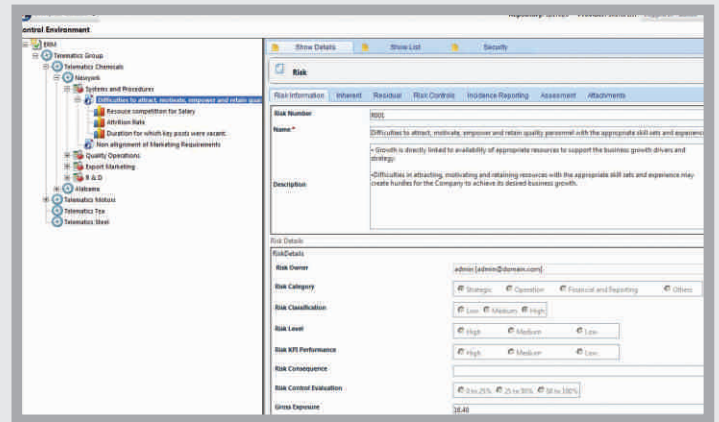 ontrol Environment
ERM
Telematics Group
Telematics Chemicals
Newyork
Systems and Procedures
Difficulties to attract, motivate, empower and retain quar
Resouce competition for Salary
Attrition Rate
Duration for which key posts were vacant.
Non alignment of Marketing Requirements
Quality Operations
Export Marketing
R & D
Alabama
Telematics Motors
Telematics Tea
Telematics Steel
Show Details
Show List
Security
Risk
Risk Information
Inherent
Residual
Risk Controls
Incidence Reporting
Assesment
Attachments
Risk Number
R001
Name *
Difficulties to attract, motivate, empower and retain quality personnel with the appropriate skill sets and experience
Description
• Growth is directly linked to availability of appropriate resources to support the business growth drivers and
strategy
•Difficulties in attracting, motivating and retaining resources with the appropriate skill sets and experience may
create hurdles for the Company to achieve its desired business growth.
Risk Details
RiskDetails
Risk Owner
admin [admin@domain.com]
Risk Category
Strategic Operation Financial and Reporting Others
Risk Classification
Low Medium High
Risk Level
High Medium Low
Risk KPI Performance
High Medium Low
Risk Consequence
Risk Control Evaluation
0 to 25% 25 to 50% 50 to 100%
Gross Exposure
10.40